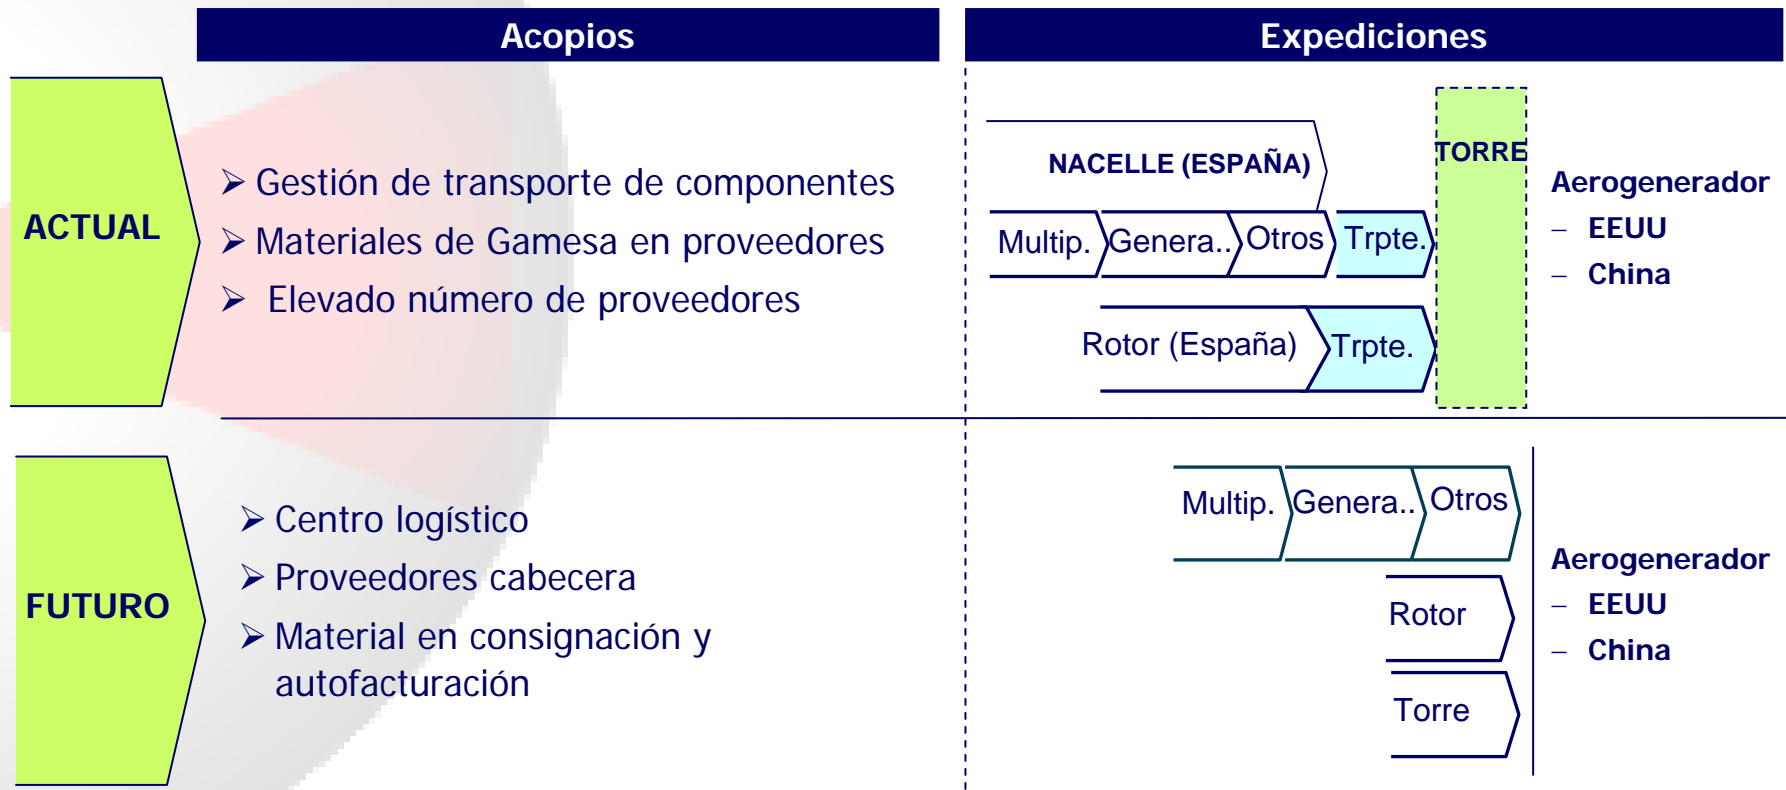 Acopios
Expediciones
ACTUAL
➢ Gestión de transporte de componentes
➢ Materiales de Gamesa en proveedores
➢ Elevado número de proveedores
NACELLE (ESPAÑA)
Multip.
Genera..
Otros
Trpte.
Rotor (España)
Trpte.
TORRE
Aerogenerador
– EEUU
– China
FUTURO
➢ Centro logístico
➢ Proveedores cabecera
➢ Material en consignación y
autofacturación
Multip.
Genera..
Otros
Rotor
Torre
Aerogenerador
– EEUU
– China